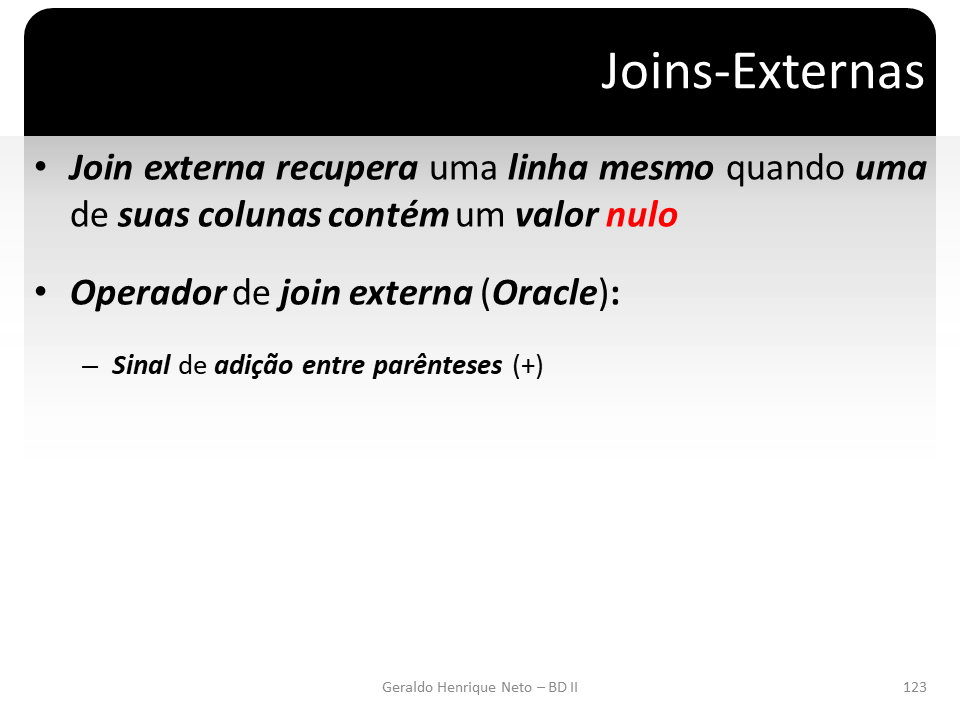 Joins-Externas
• Join externa recupera uma linha mesmo quando uma
de suas colunas contém um valor nulo
• Operador de join externa (Oracle):
– Sinal de adição entre parênteses (+)
Geraldo Henrique Neto – BD II
123